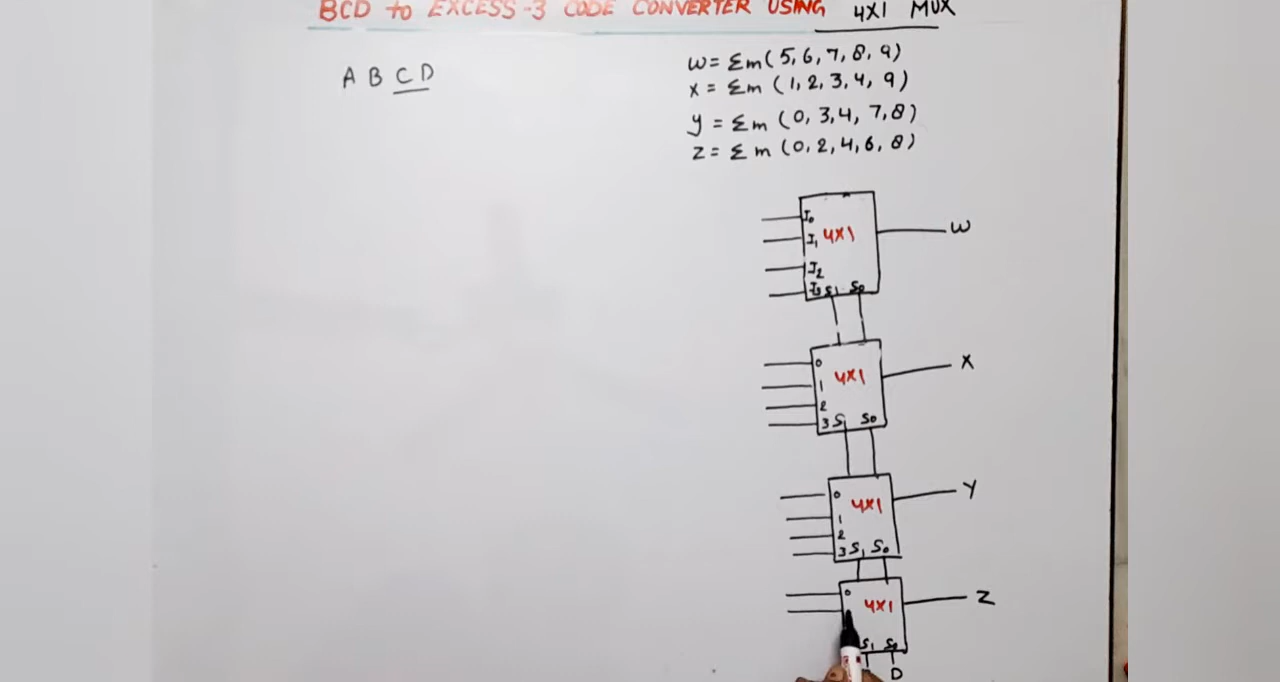 BCD to EXCESS-3 CODE CONVERTER USING 4X1 MUX
A B C D
W = Σm( 5, 6, 7, 8, 9)
X = Σm ( 1, 2, 3, 4, 9 )
y = Σm (0, 3, 4, 7, 8)
Z = Σ m (0, 2, 4, 6, 8)
I0
4X1
W
I1
I2
I3 S1 S0
0
4X1
X
1
2
3 S1 S0
0
4X1
Y
1
2
3 S1 S0
0
4X1
Z
S1 S0
D